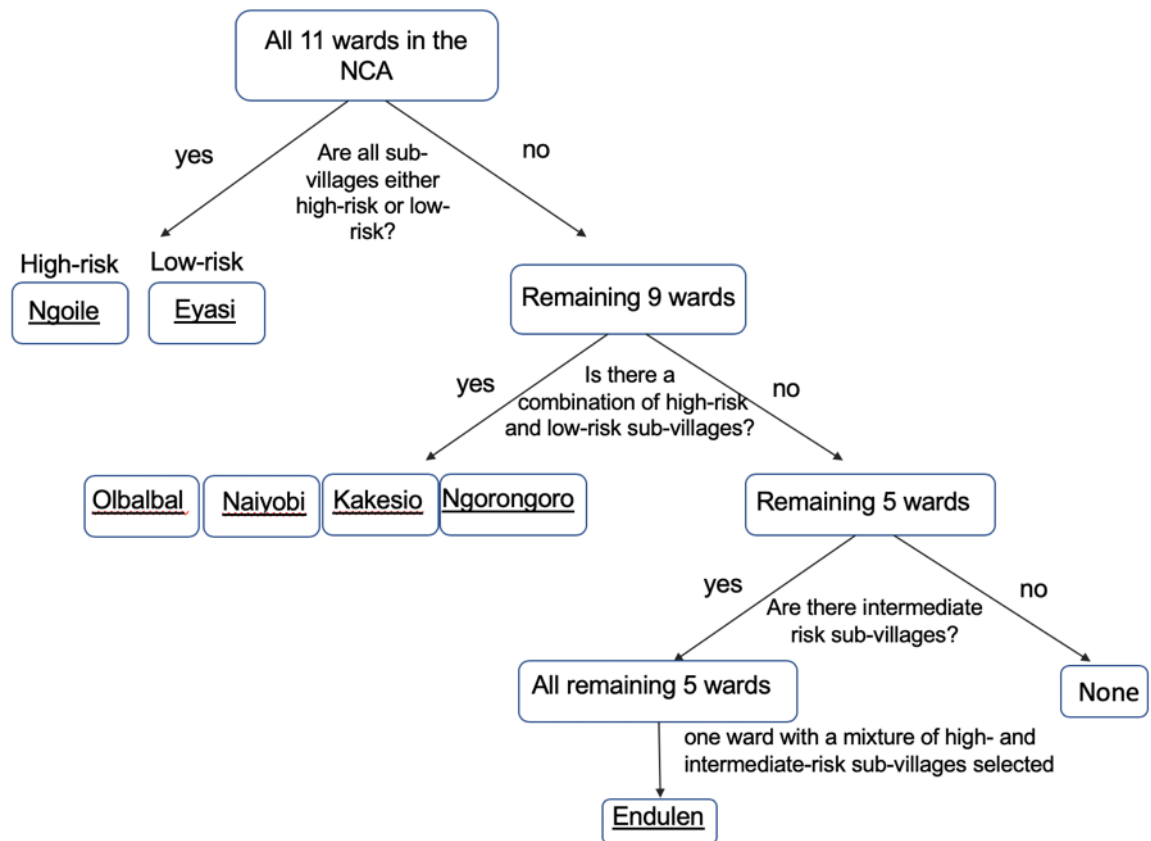 All 11 wards in the
NCA
yes
Are all sub-
villages either
high-risk or low-
risk?
no
High-risk
Low-risk
Ngoile
Eyasi
Remaining 9 wards
yes
Is there a
combination of high-risk
and low-risk sub-villages?
no
Olbalbal
Naiyobi
Kakesio
Ngorongoro
Remaining 5 wards
yes
Are there intermediate
risk sub-villages?
no
All remaining 5 wards
None
one ward with a mixture of high- and
intermediate-risk sub-villages selected
Endulen